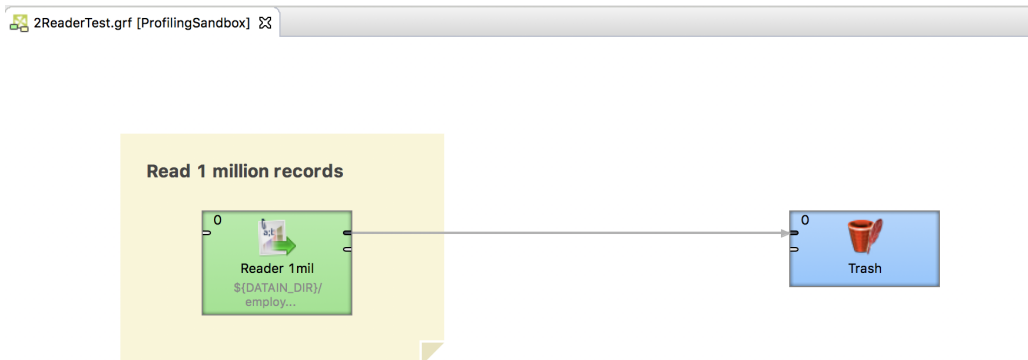 2ReaderTest.grf [ProfilingSandbox]
Read 1 million records
0
a;b
Reader 1mil
${DATAIN_DIR}/
employ...
0
Trash